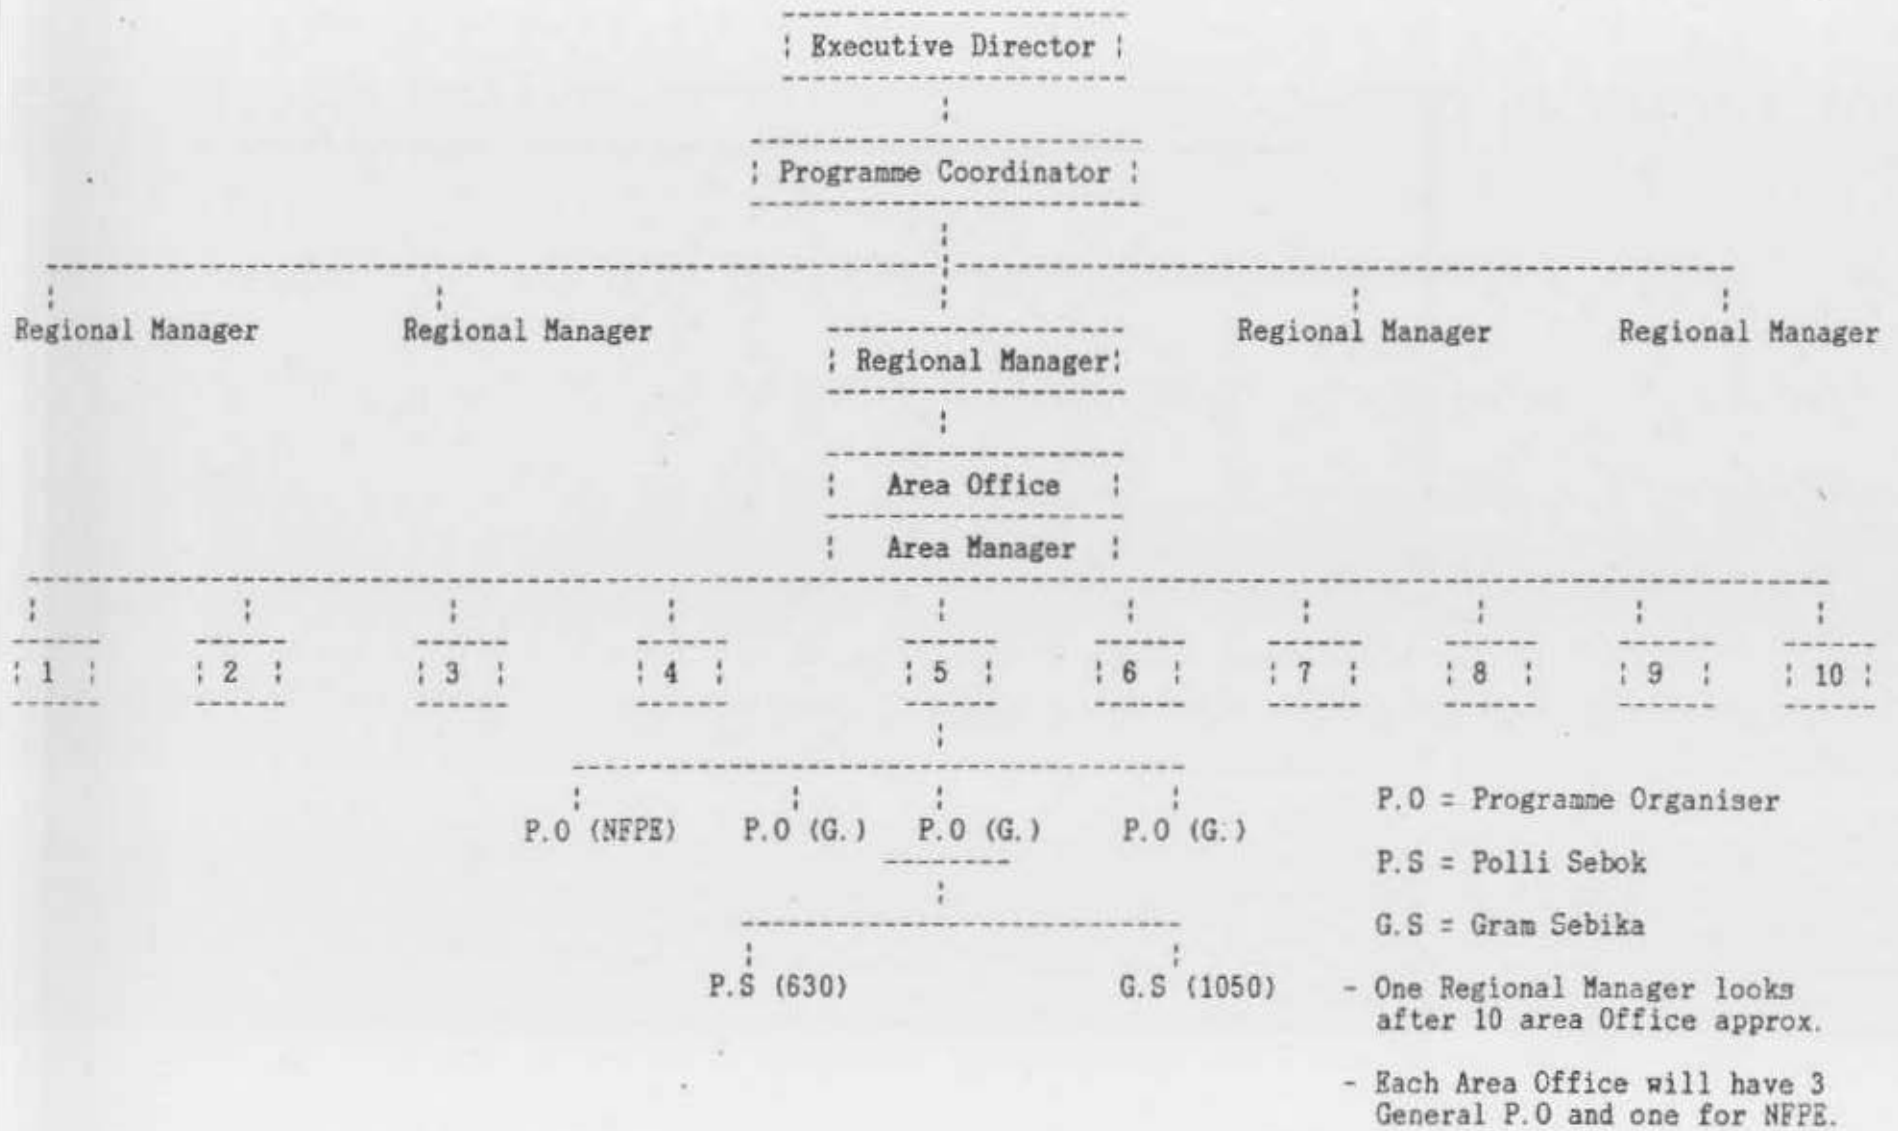 Executive Director
Programme Coordinator
Regional Manager Regional Manager Regional Manager Regional Manager
Regional Manager
Area Office
Area Manager
1 2 3 4 5 6 7 8 9 10
P.O (NFPE) P.O (G.) P.O (G.) P.O (G.)
P.O = Programme Organiser
P.S = Polli Sebok
G.S = Gram Sebika
P.S (630) G.S (1050)
- One Regional Manager looks
after 10 area Office approx.
- Each Area Office will have 3
General P.O and one for NFPE.